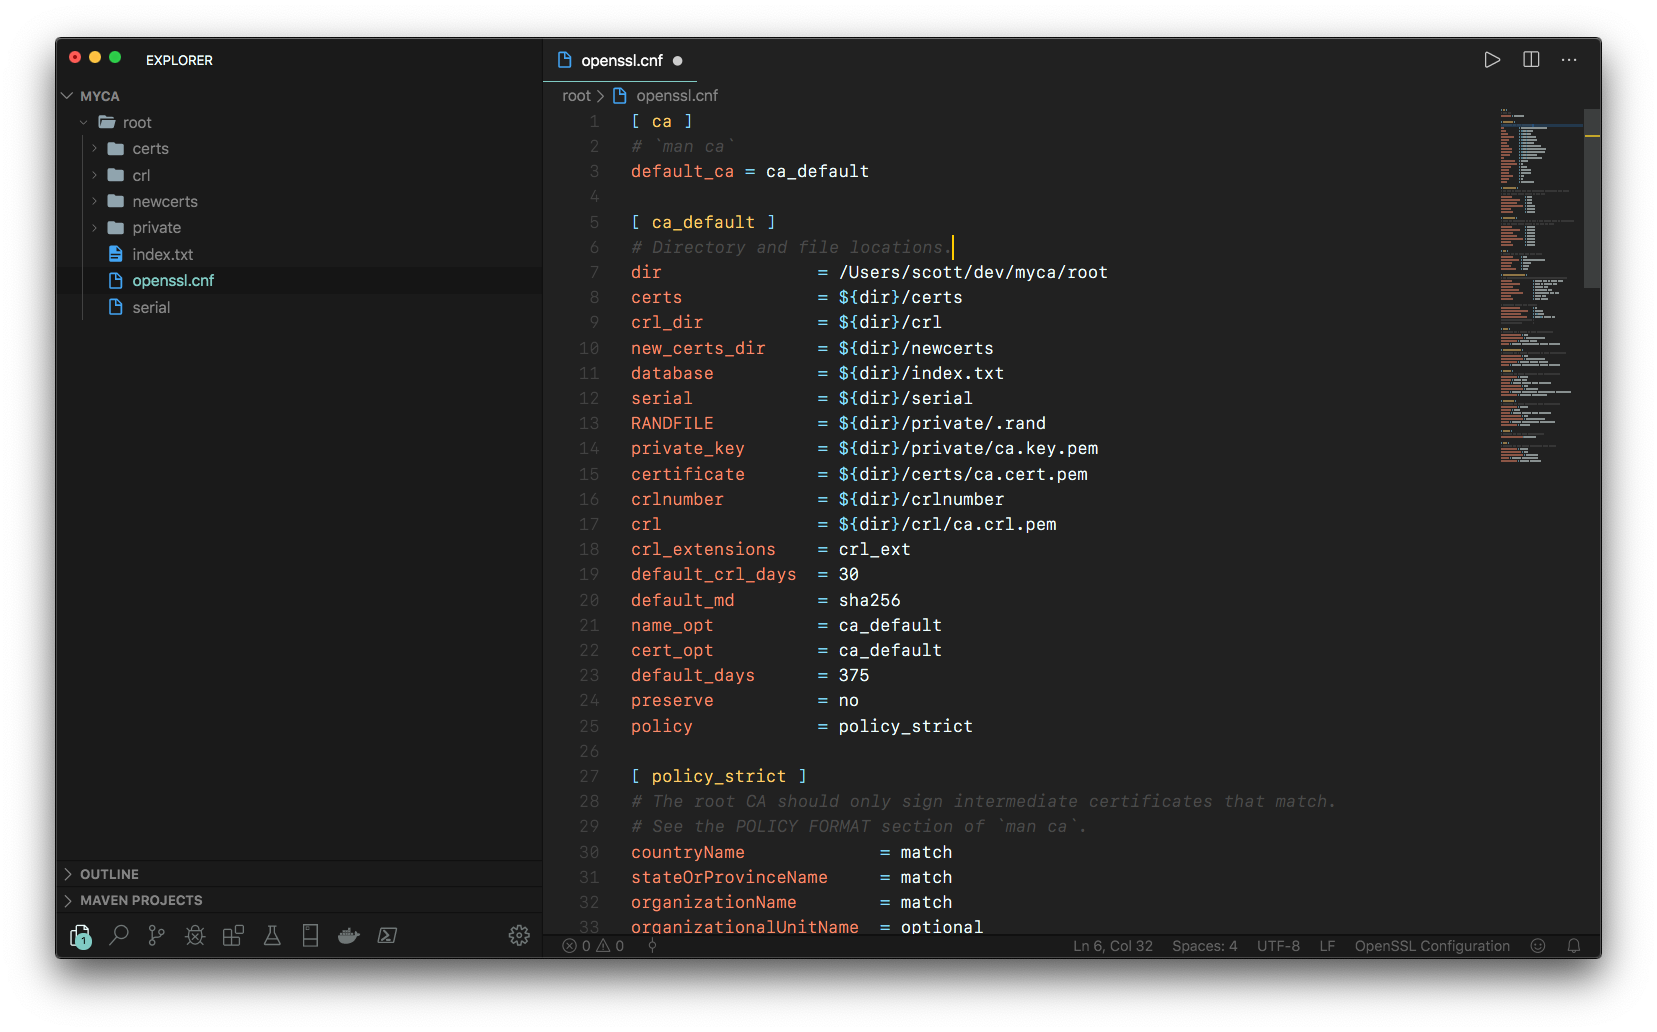 EXPLORER
MYCA
root
certs
crl
newcerts
private
index.txt
openssl.cnf
serial
OUTLINE
MAVEN PROJECTS
1
openssl.cnf
root > openssl.cnf
1 [ ca ]
2 # `man ca`
3 default_ca = ca_default
4
5 [ ca_default ]
6 # Directory and file locations.
7 dir = /Users/scott/dev/myca/root
8 certs = ${dir}/certs
9 crl_dir = ${dir}/crl
10 new_certs_dir = ${dir}/newcerts
11 database = ${dir}/index.txt
12 serial = ${dir}/serial
13 RANDFILE = ${dir}/private/.rand
14 private_key = ${dir}/private/ca.key.pem
15 certificate = ${dir}/certs/ca.cert.pem
16 crlnumber = ${dir}/crlnumber
17 crl = ${dir}/crl/ca.crl.pem
18 crl_extensions = crl_ext
19 default_crl_days = 30
20 default_md = sha256
21 name_opt = ca_default
22 cert_opt = ca_default
23 default_days = 375
24 preserve = no
25 policy = policy_strict
26
27 [ policy_strict ]
28 # The root CA should only sign intermediate certificates that match.
29 # See the POLICY FORMAT section of `man ca`.
30 countryName = match
31 stateOrProvinceName = match
32 organizationName = match
33 organizationalUnitName = optional
0 0 Ln 6, Col 32 Spaces: 4 UTF-8 LF OpenSSL Configuration